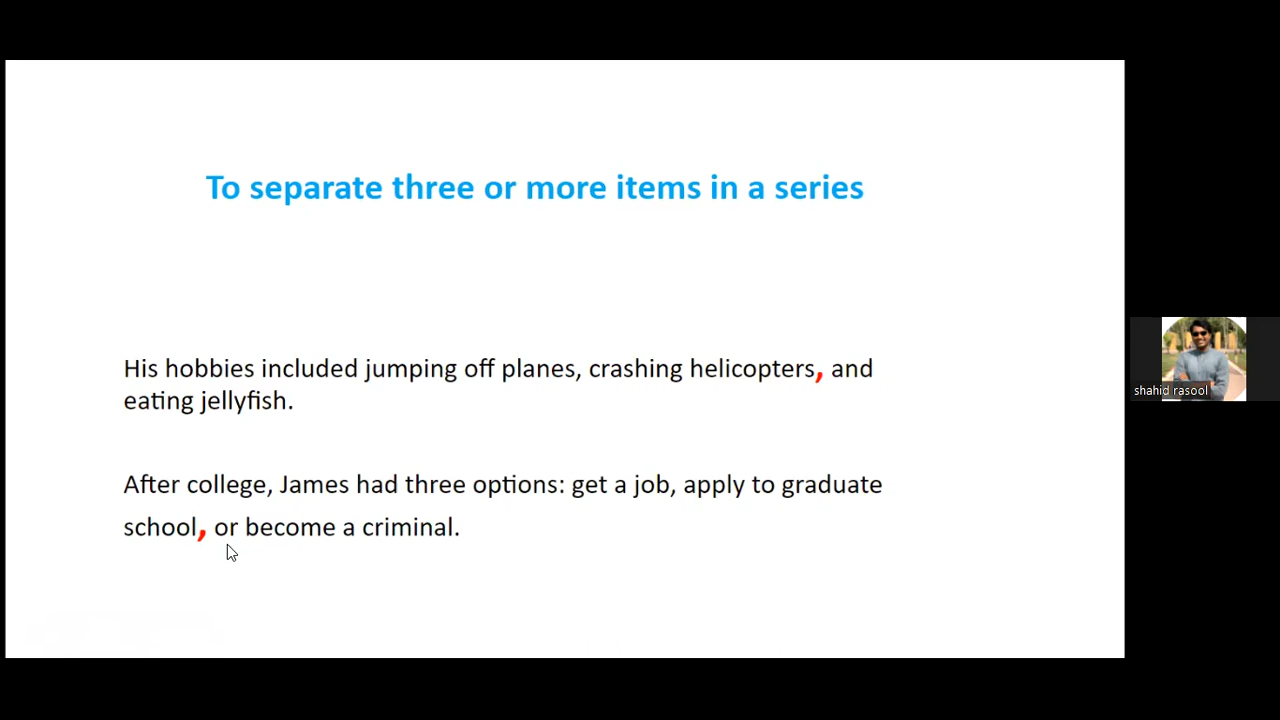 To separate three or more items in a series
His hobbies included jumping off planes, crashing helicopters, and
eating jellyfish.
After college, James had three options: get a job, apply to graduate
school, or become a criminal.
shahid rasool